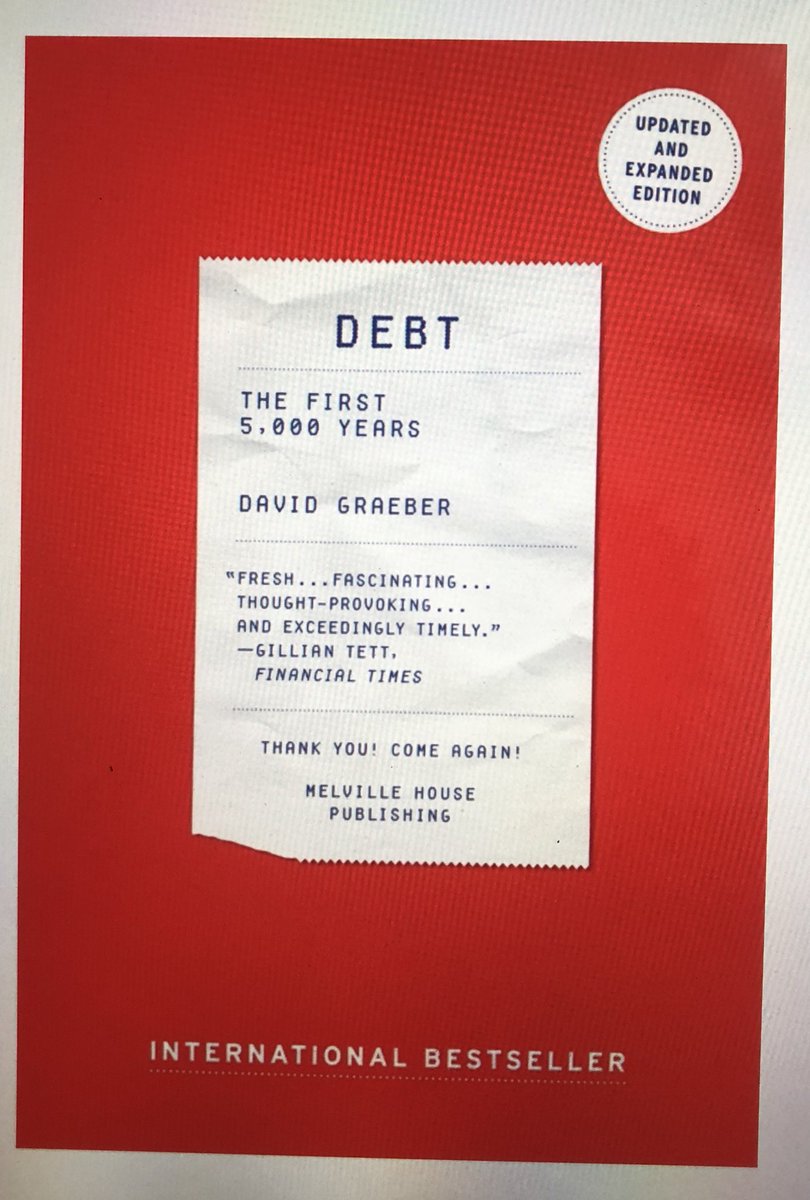 UPDATED
AND
EXPANDED
EDITION
DEBT
THE FIRST
5,000 YEARS
DAVID GRAEBER
“FRESH...FASCINATING...
THOUGHT-PROVOKING...
AND EXCEEDINGLY TIMELY.”
—GILLIAN TETT,
FINANCIAL TIMES
THANK YOU! COME AGAIN!
MELVILLE HOUSE
PUBLISHING
INTERNATIONAL BESTSELLER